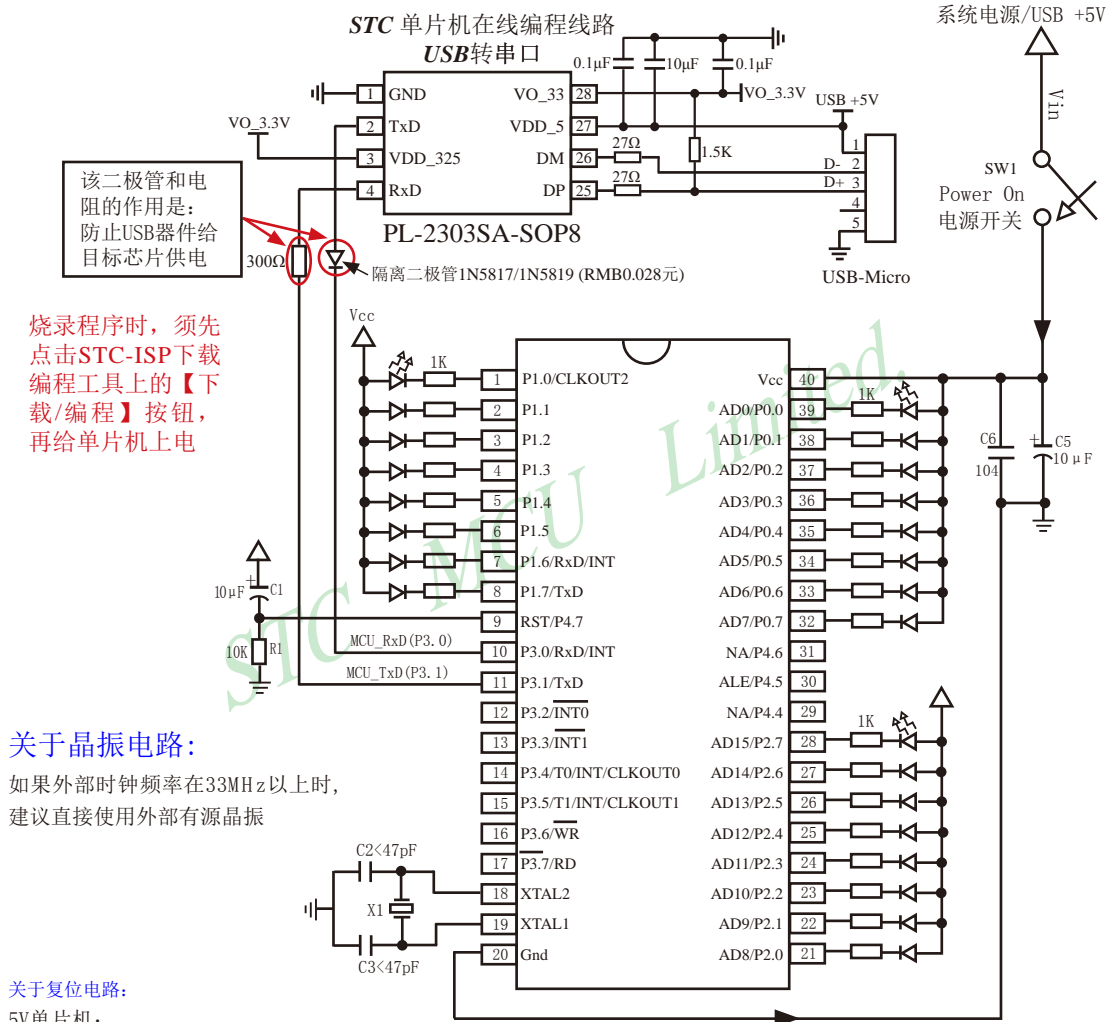 系统电源/USB +5V
STC 单片机在线编程线路
USB转串口
0.1μF
10μF
0.1μF
Vin
1 GND
VO_33 28
VO_3.3V
USB +5V
VO_3.3V
2 TxD
VDD_5 27
27Ω
1.5K
1
3 VDD_325
DM 26
D- 2
27Ω
D+ 3
4 RxD
DP 25
4
5
SW1
Power On
电源开关
该二极管和电
阻的作用是:
防止USB器件给
目标芯片供电
PL-2303SA-SOP8
300Ω
隔离二极管1N5817/1N5819 (RMB0.028元)
USB-Micro
烧录程序时，须先
点击STC-ISP下载
编程工具上的【下
载/编程】按钮，
再给单片机上电
Vcc
1K
1 P1.0/CLKOUT2
Vcc 40
1K
2 P1.1
AD0/P0.0 39
3 P1.2
AD1/P0.1 38
4 P1.3
AD2/P0.2 37
5 P1.4
AD3/P0.3 36
6 P1.5
AD4/P0.4 35
7 P1.6/RxD/INT
AD5/P0.5 34
8 P1.7/TxD
AD6/P0.6 33
9 RST/P4.7
AD7/P0.7 32
10 P3.0/RxD/INT
NA/P4.6 31
11 P3.1/TxD
ALE/P4.5 30
12 P3.2/INT0
NA/P4.4 29
1K
13 P3.3/INT1
AD15/P2.7 28
14 P3.4/T0/INT/CLKOUT0
AD14/P2.6 27
15 P3.5/T1/INT/CLKOUT1
AD13/P2.5 26
16 P3.6/WR
AD12/P2.4 25
17 P3.7/RD
AD11/P2.3 24
18 XTAL2
AD10/P2.2 23
19 XTAL1
AD9/P2.1 22
20 Gnd
AD8/P2.0 21
C6
104
+ C5
10μF
+
10μF C1
10K R1
MCU_RxD(P3.0)
MCU_TxD(P3.1)
STC MCU Limited.
关于晶振电路:
如果外部时钟频率在33MHz以上时,
建议直接使用外部有源晶振
C2<47pF
X1
C3<47pF
关于复位电路:
5V单片机: